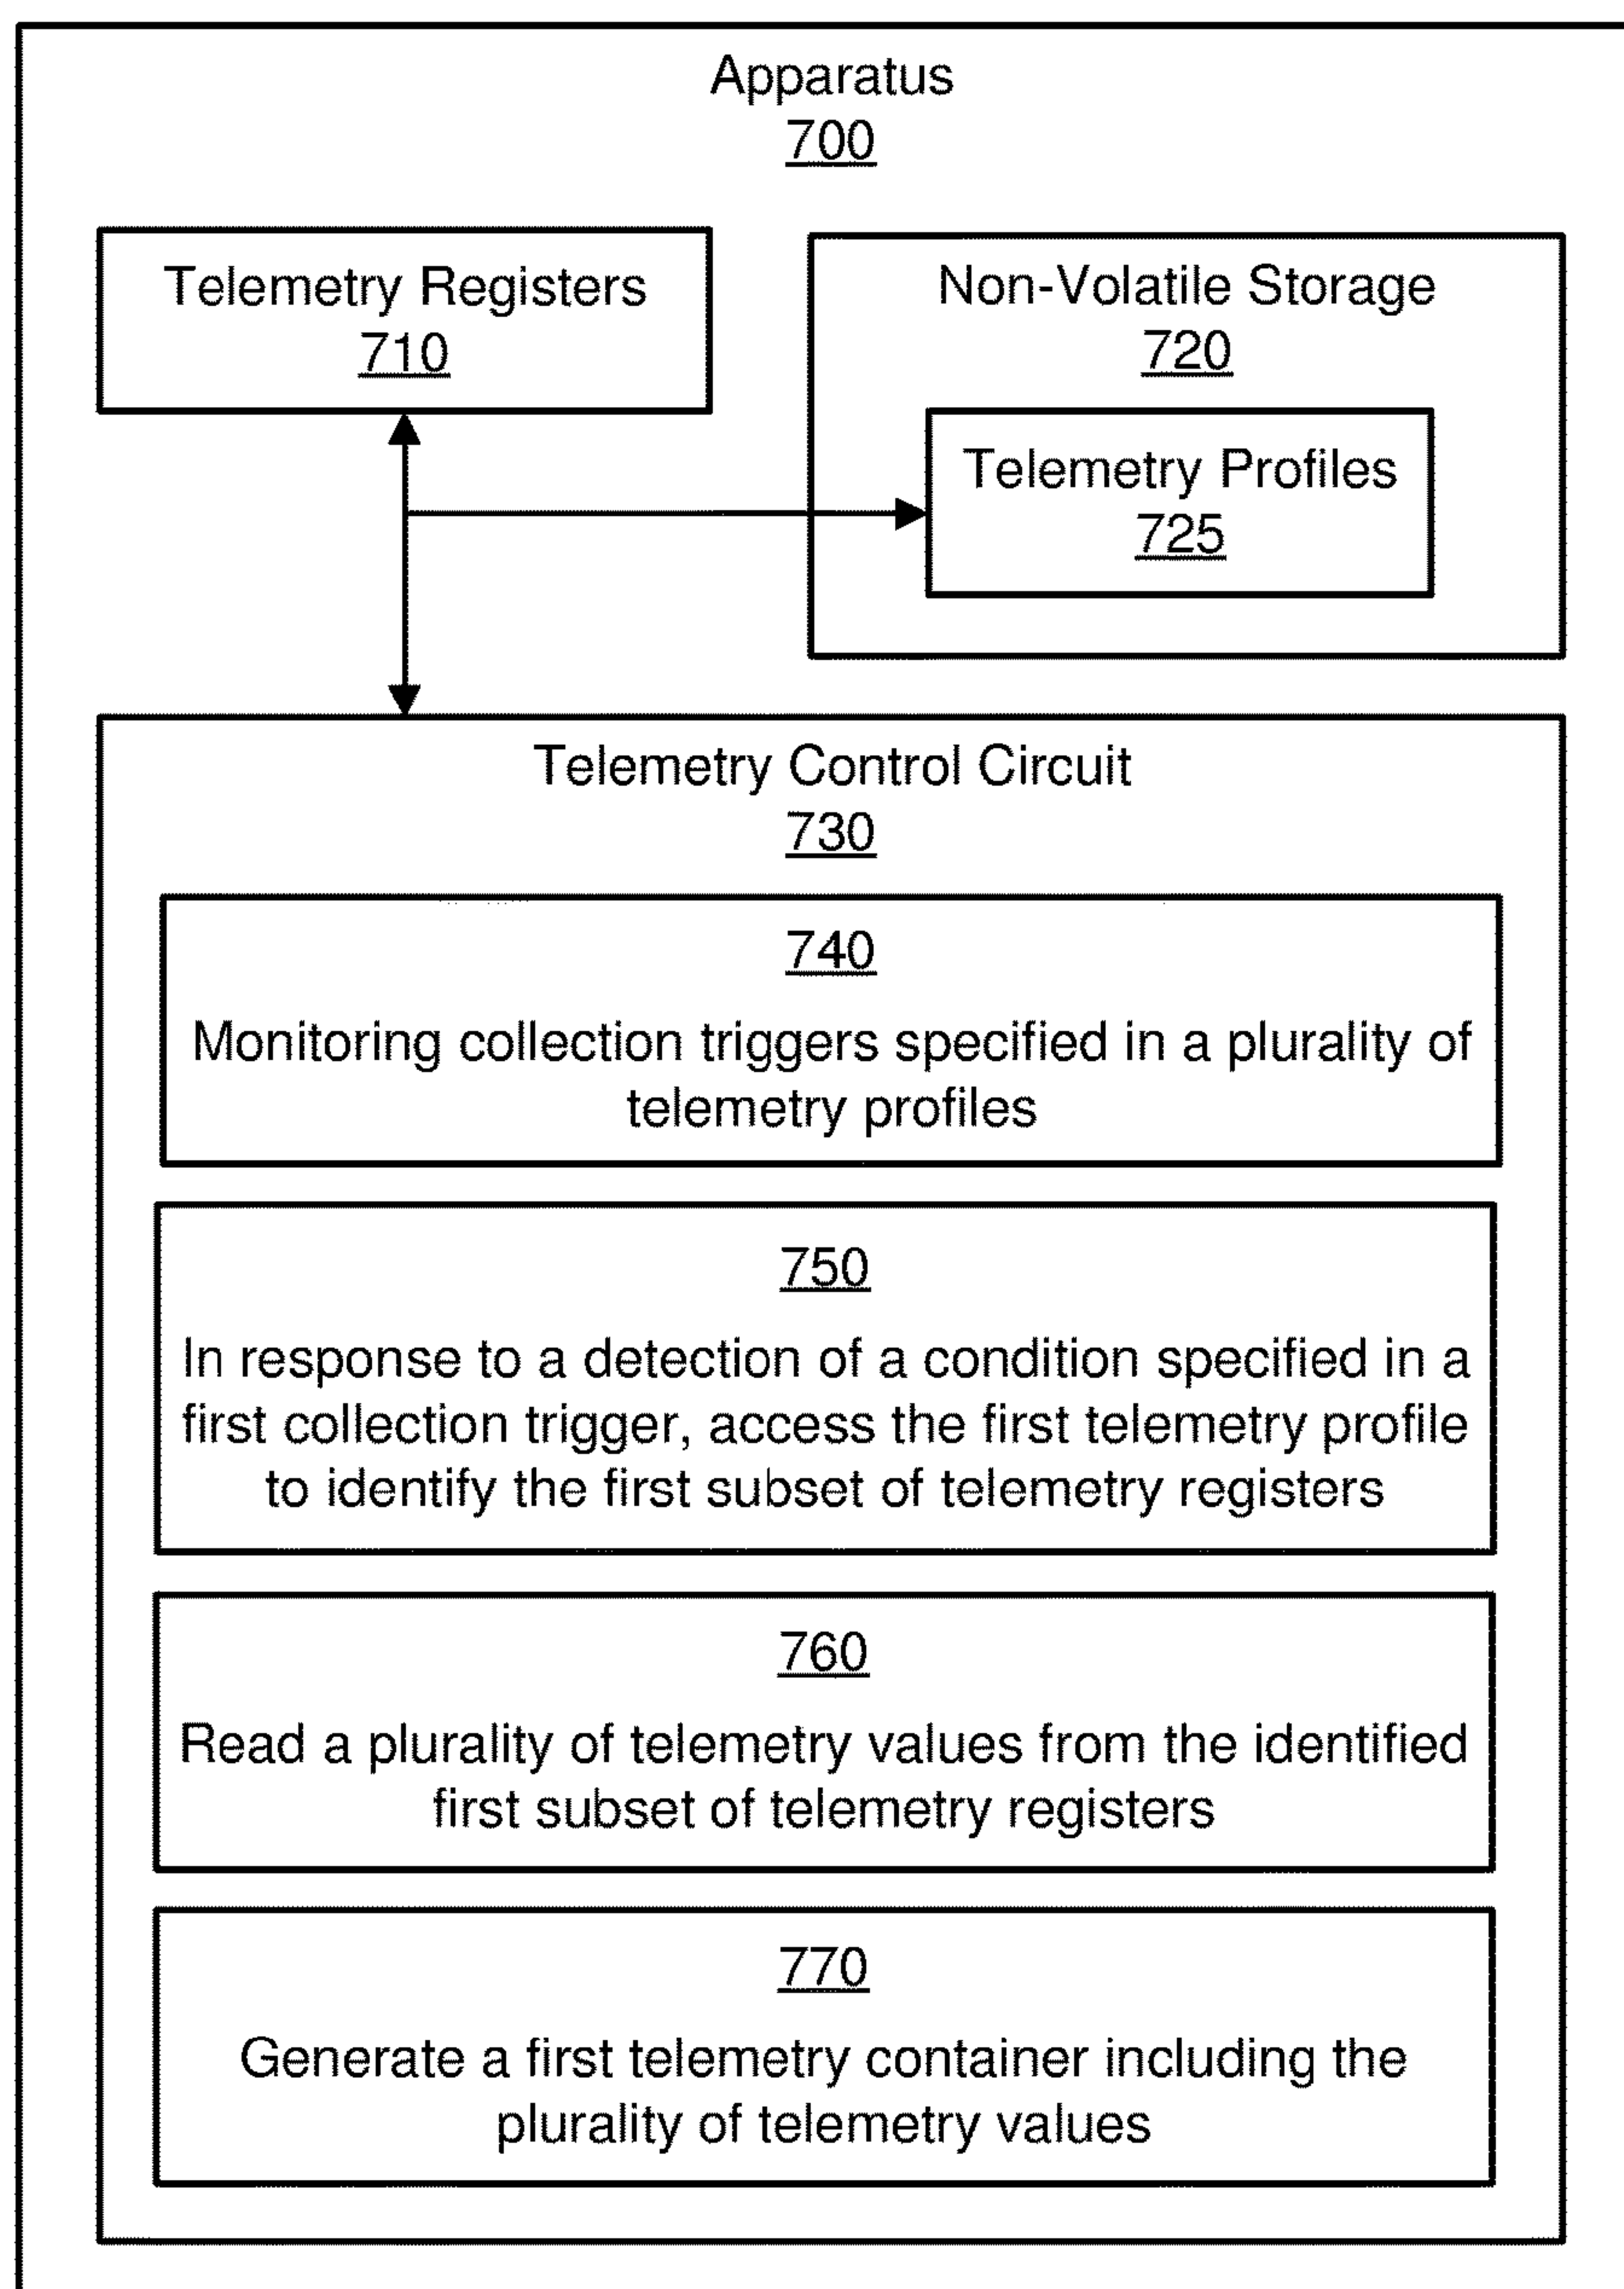 Apparatus
700
Telemetry Registers
710
Non-Volatile Storage
720
Telemetry Profiles
725
Telemetry Control Circuit
730
740
Monitoring collection triggers specified in a plurality of
telemetry profiles
750
In response to a detection of a condition specified in a
first collection trigger, access the first telemetry profile
to identify the first subset of telemetry registers
760
Read a plurality of telemetry values from the identified
first subset of telemetry registers
770
Generate a first telemetry container including the
plurality of telemetry values